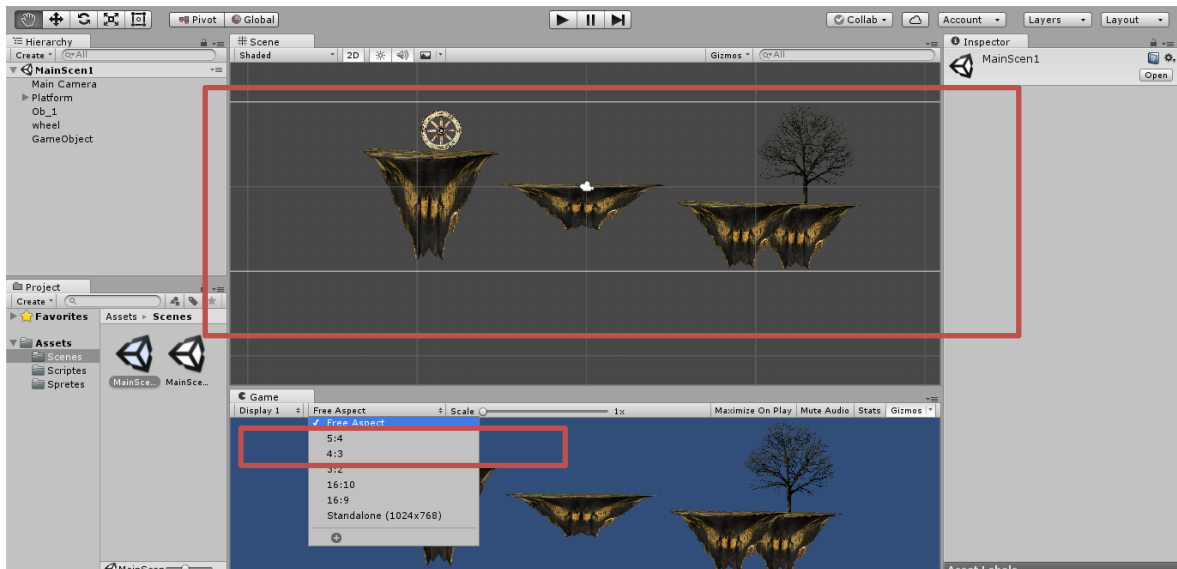 Pivot Global Collab Account Layers Layout
Hierarchy
Create All
MainScen1
Main Camera
Platform
Ob_1
wheel
GameObject
Scene
Shaded 2D Gizmos All
Inspector
MainScen1
Open
Project
Create
Favorites
Assets
Scenes
Scriptes
Spretes
Assets Scenes
MainSce... MainSce...
MainScen
Game
Display 1 Free Aspect Scale 1x Maximize On Play Mute Audio Stats Gizmos
Free Aspect
5:4
4:3
3:2
16:10
16:9
Standalone (1024x768)
Asset Labels